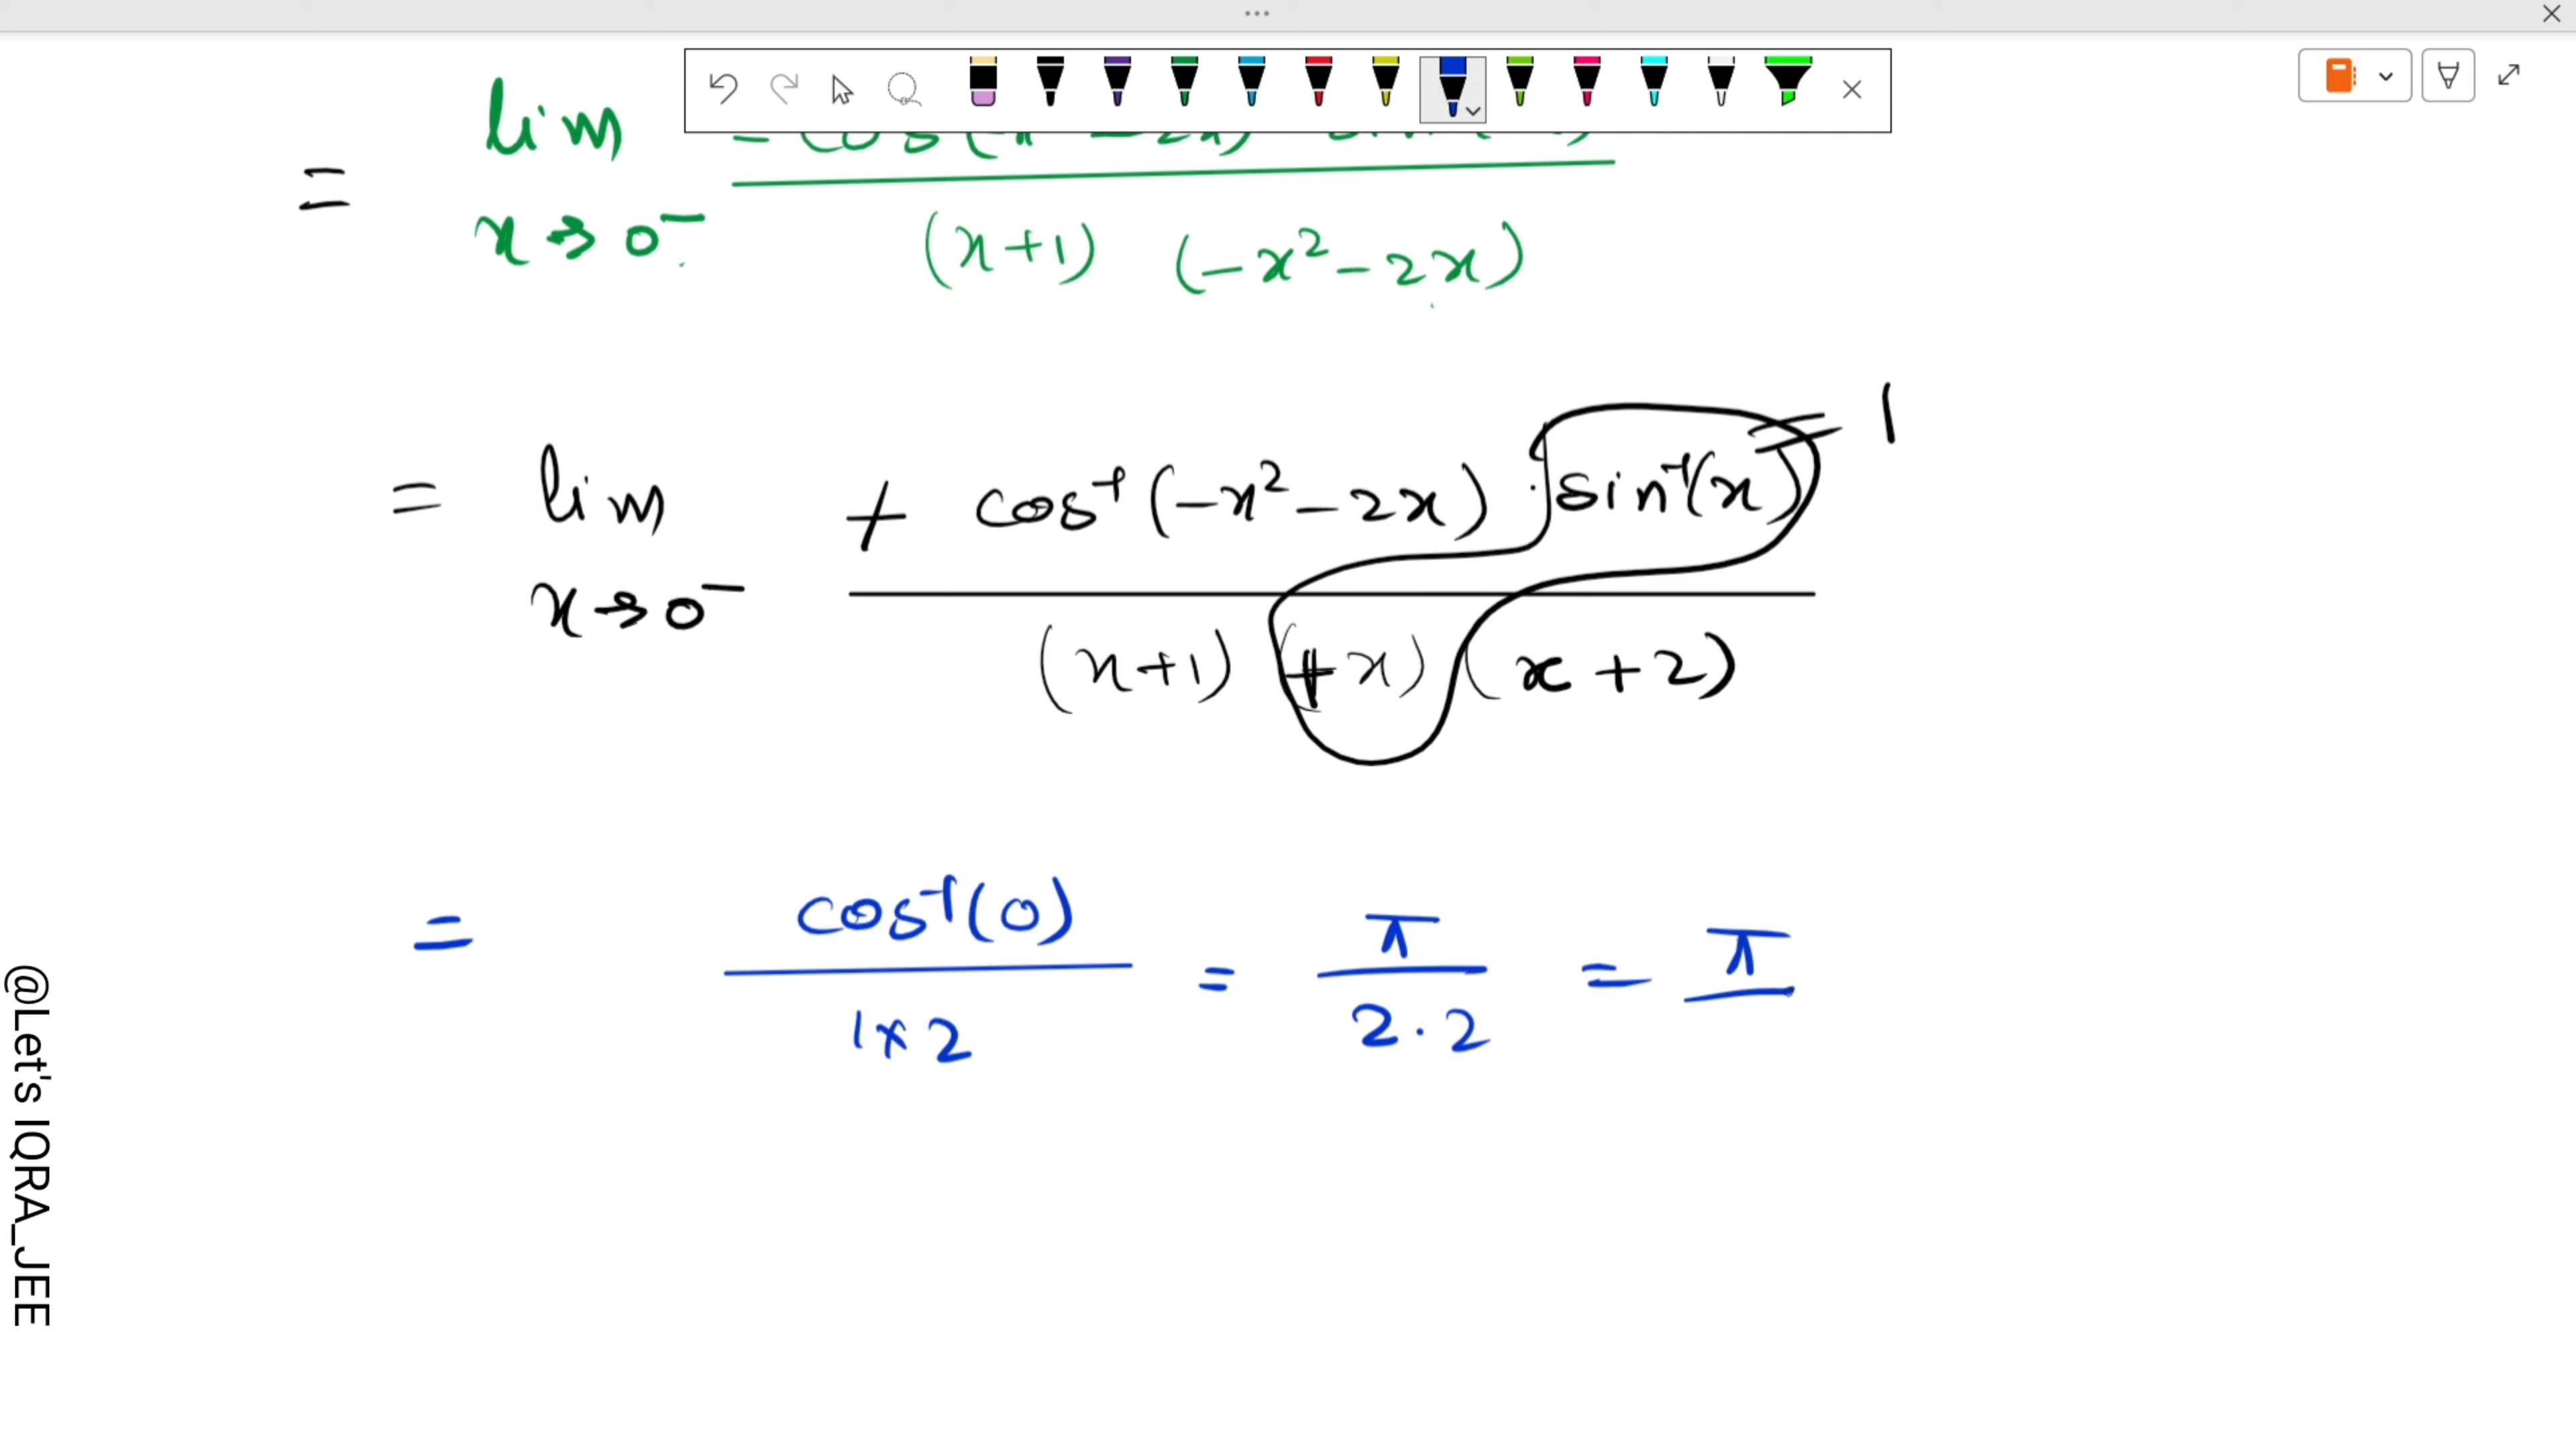 = lim
x→0⁻
(x+1) (-x²-2x)
= lim + cos⁻¹(-x²-2x) · sin⁻¹(x) = 1
x→0⁻ (x+1) (+x) (x+2)
= cos⁻¹(0) = π = π
1×2 2·2
@Let's IQRA_JEE